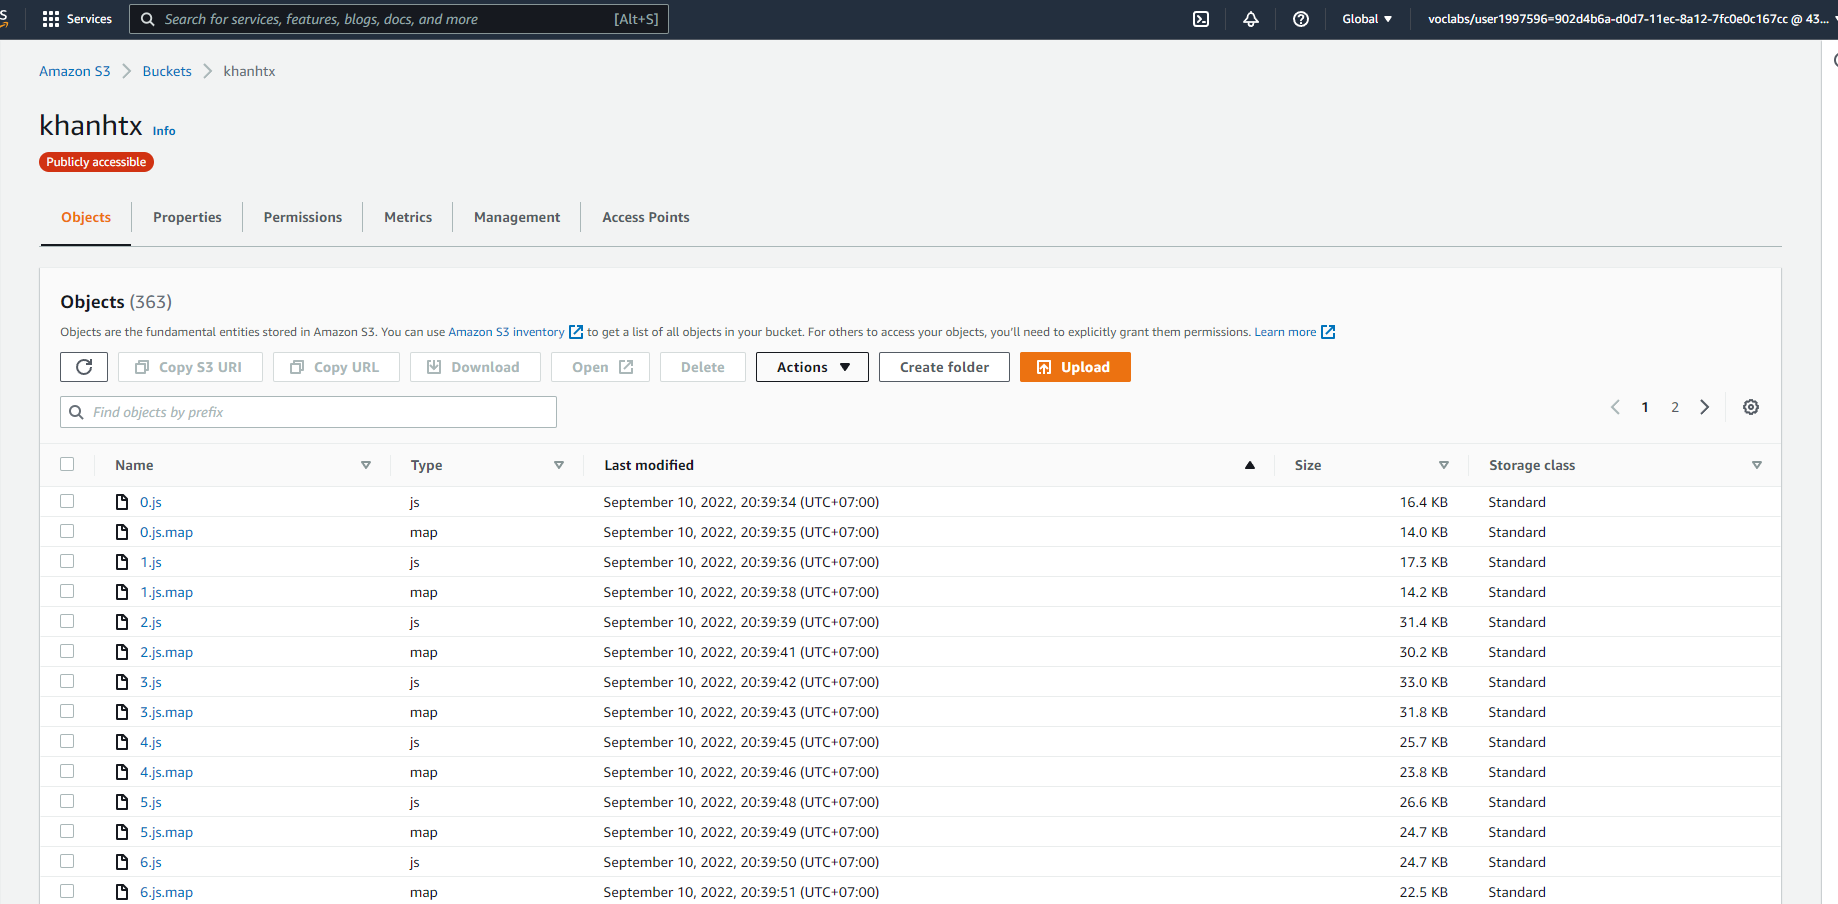 S Services Search for services, features, blogs, docs, and more [Alt+S] Global voclabs/user1997596=902d4b6a-d0d7-11ec-8a12-7fc0e0c167cc @ 43...
Amazon S3 Buckets khanhtx
khanhtx Info
Publicly accessible
Objects Properties Permissions Metrics Management Access Points
Objects (363)
Objects are the fundamental entities stored in Amazon S3. You can use Amazon S3 inventory to get a list of all objects in your bucket. For others to access your objects, you'll need to explicitly grant them permissions. Learn more
Copy S3 URI Copy URL Download Open Delete Actions Create folder Upload
Find objects by prefix 1 2
Name Type Last modified Size Storage class
0.js js September 10, 2022, 20:39:34 (UTC+07:00) 16.4 KB Standard
0.js.map map September 10, 2022, 20:39:35 (UTC+07:00) 14.0 KB Standard
1.js js September 10, 2022, 20:39:36 (UTC+07:00) 17.3 KB Standard
1.js.map map September 10, 2022, 20:39:38 (UTC+07:00) 14.2 KB Standard
2.js js September 10, 2022, 20:39:39 (UTC+07:00) 31.4 KB Standard
2.js.map map September 10, 2022, 20:39:41 (UTC+07:00) 30.2 KB Standard
3.js js September 10, 2022, 20:39:42 (UTC+07:00) 33.0 KB Standard
3.js.map map September 10, 2022, 20:39:43 (UTC+07:00) 31.8 KB Standard
4.js js September 10, 2022, 20:39:45 (UTC+07:00) 25.7 KB Standard
4.js.map map September 10, 2022, 20:39:46 (UTC+07:00) 23.8 KB Standard
5.js js September 10, 2022, 20:39:48 (UTC+07:00) 26.6 KB Standard
5.js.map map September 10, 2022, 20:39:49 (UTC+07:00) 24.7 KB Standard
6.js js September 10, 2022, 20:39:50 (UTC+07:00) 24.7 KB Standard
6.js.map map September 10, 2022, 20:39:51 (UTC+07:00) 22.5 KB Standard